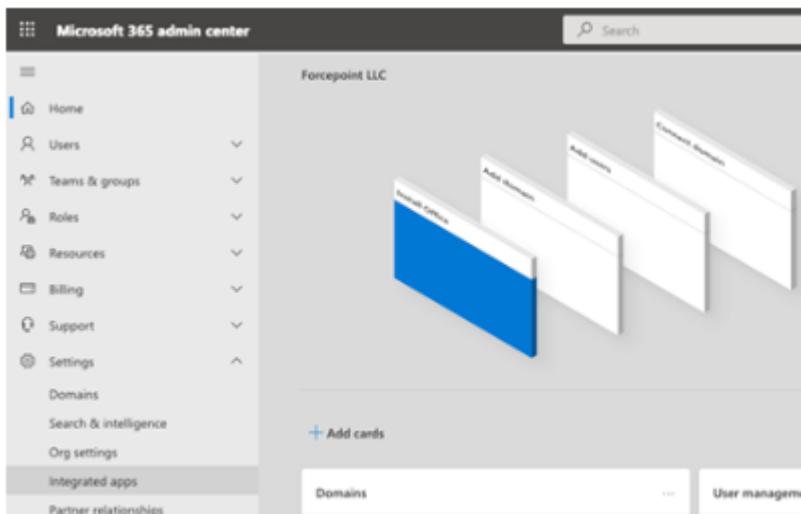 Microsoft 365 admin center
Search
Forcepoint LLC
Home
Users
Teams & groups
Roles
Resources
Billing
Support
Settings
Domains
Search & intelligence
Org settings
Integrated apps
Partner relationships
Install Office
Add domain
Add users
Connect domain
Add cards
Domains
User managem